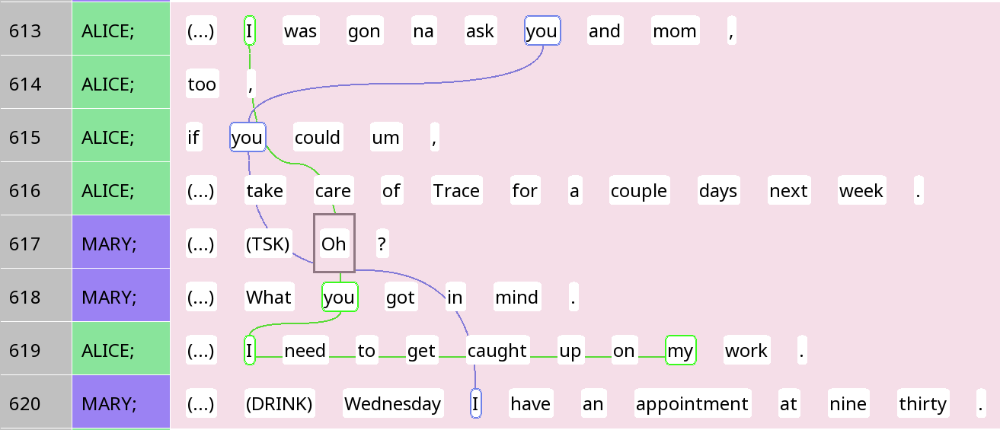 613 ALICE; (...) I was gon na ask you and mom ,
614 ALICE; too ,
615 ALICE; if you could um ,
616 ALICE; (...) take care of Trace for a couple days next week .
617 MARY; (...) (TSK) Oh ?
618 MARY; (...) What you got in mind .
619 ALICE; (...) I need to get caught up on my work .
620 MARY; (...) (DRINK) Wednesday I have an appointment at nine thirty .